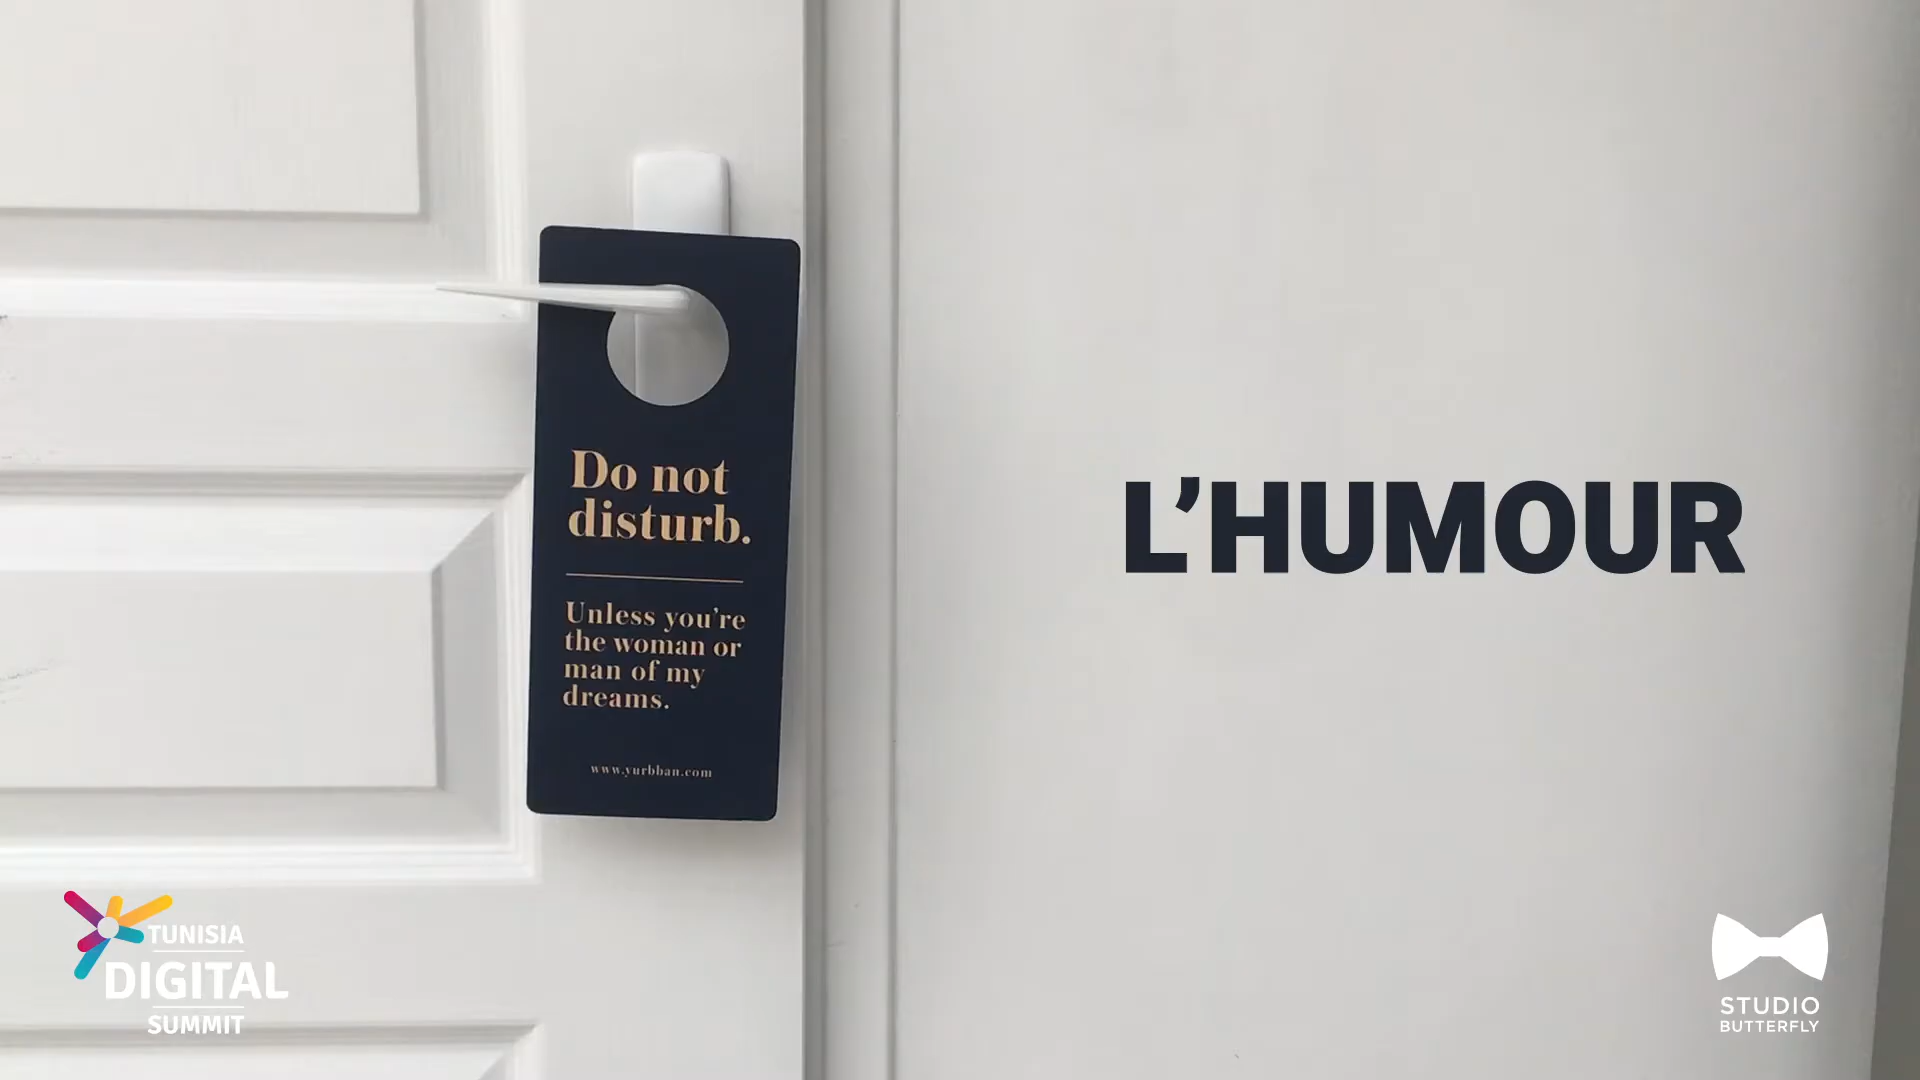 Do not
disturb.
Unless you're
the woman or
man of my
dreams.
www.yurbban.com
L'HUMOUR
TUNISIA
DIGITAL
SUMMIT
STUDIO
BUTTERFLY